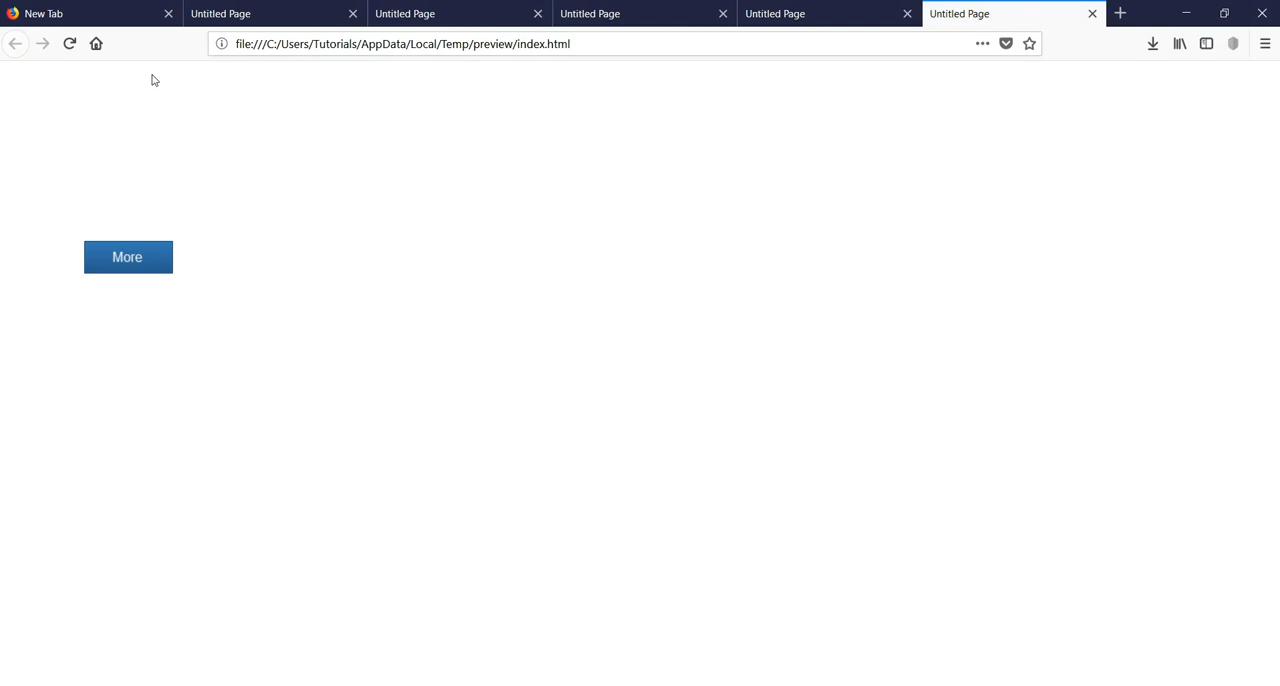 New Tab
Untitled Page
Untitled Page
Untitled Page
Untitled Page
Untitled Page
file:///C:/Users/Tutorials/AppData/Local/Temp/preview/index.html
More